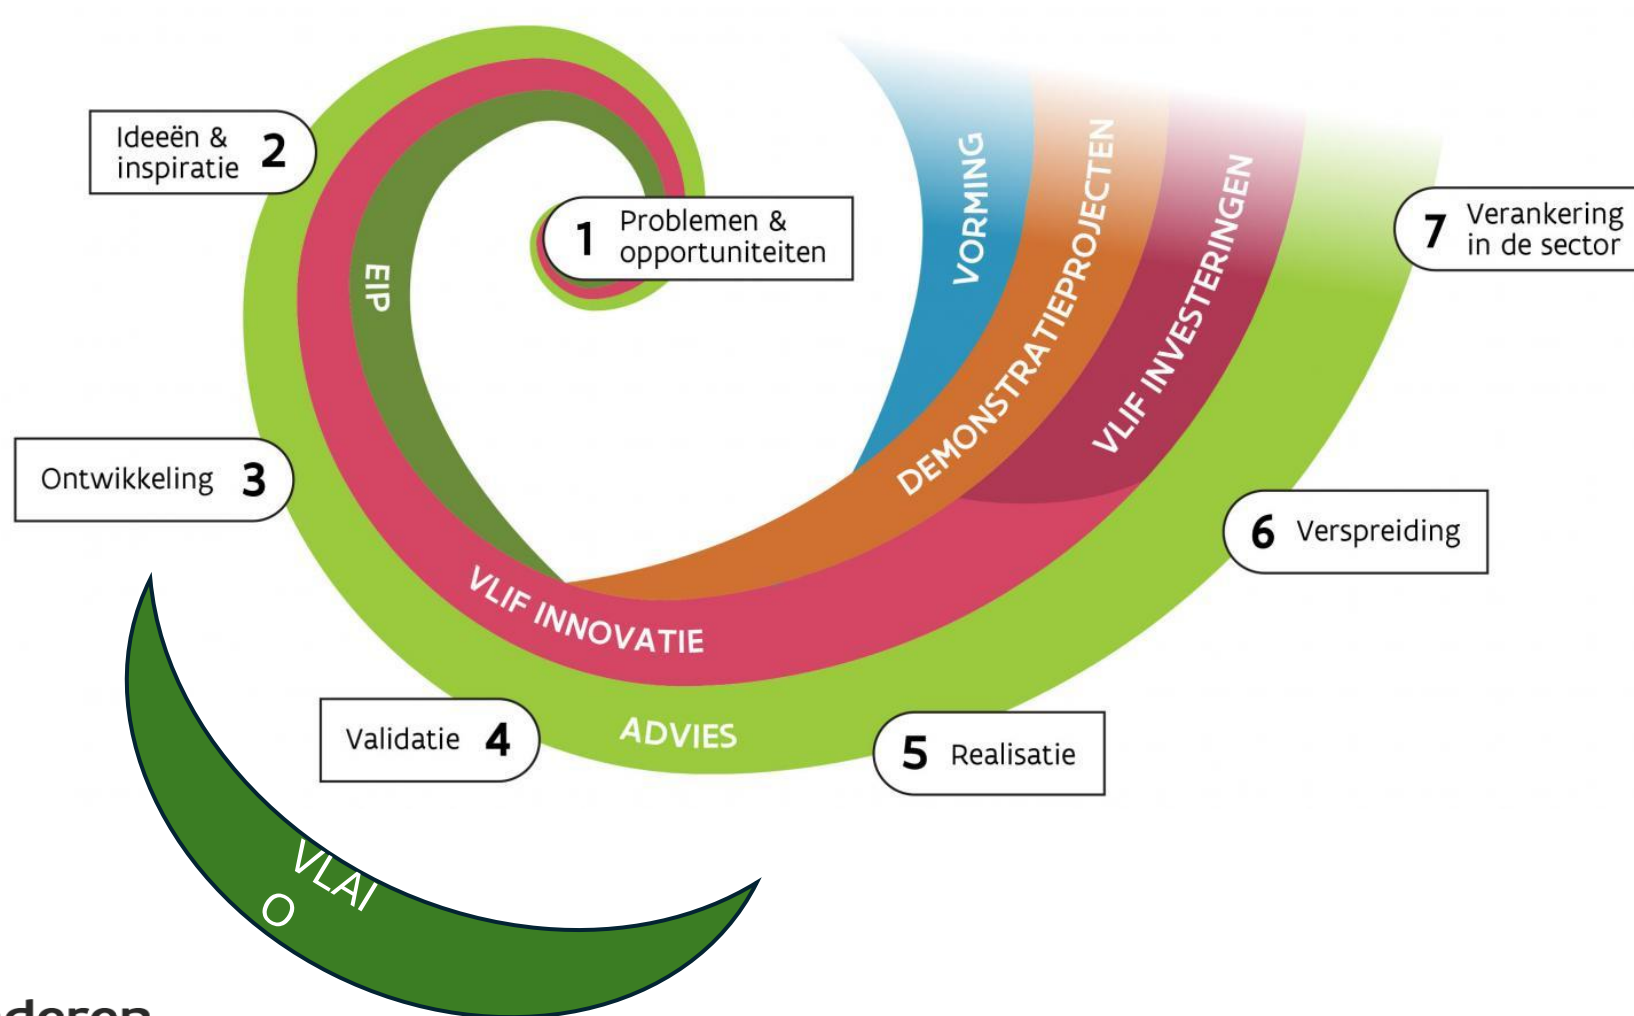 Ideeën & 2
inspiratie
1 Problemen &
opportuniteiten
EIP
VORMING
DEMONSTRATIEPROJECTEN
VLIF INVESTERINGEN
7 Verankering
in de sector
Ontwikkeling 3
6 Verspreiding
VLIF INNOVATIE
Validatie 4
ADVIES
5 Realisatie
VLAI
O